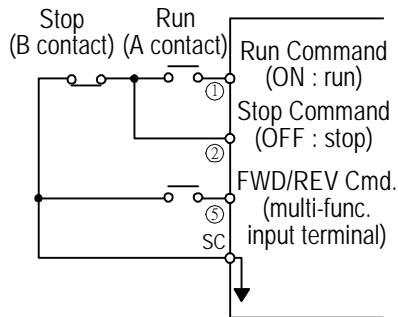 Stop
(B contact)
Run
(A contact)
Run Command
(ON : run)
①
Stop Command
(OFF : stop)
②
FWD/REV Cmd.
(multi-func.
input terminal)
⑤
SC